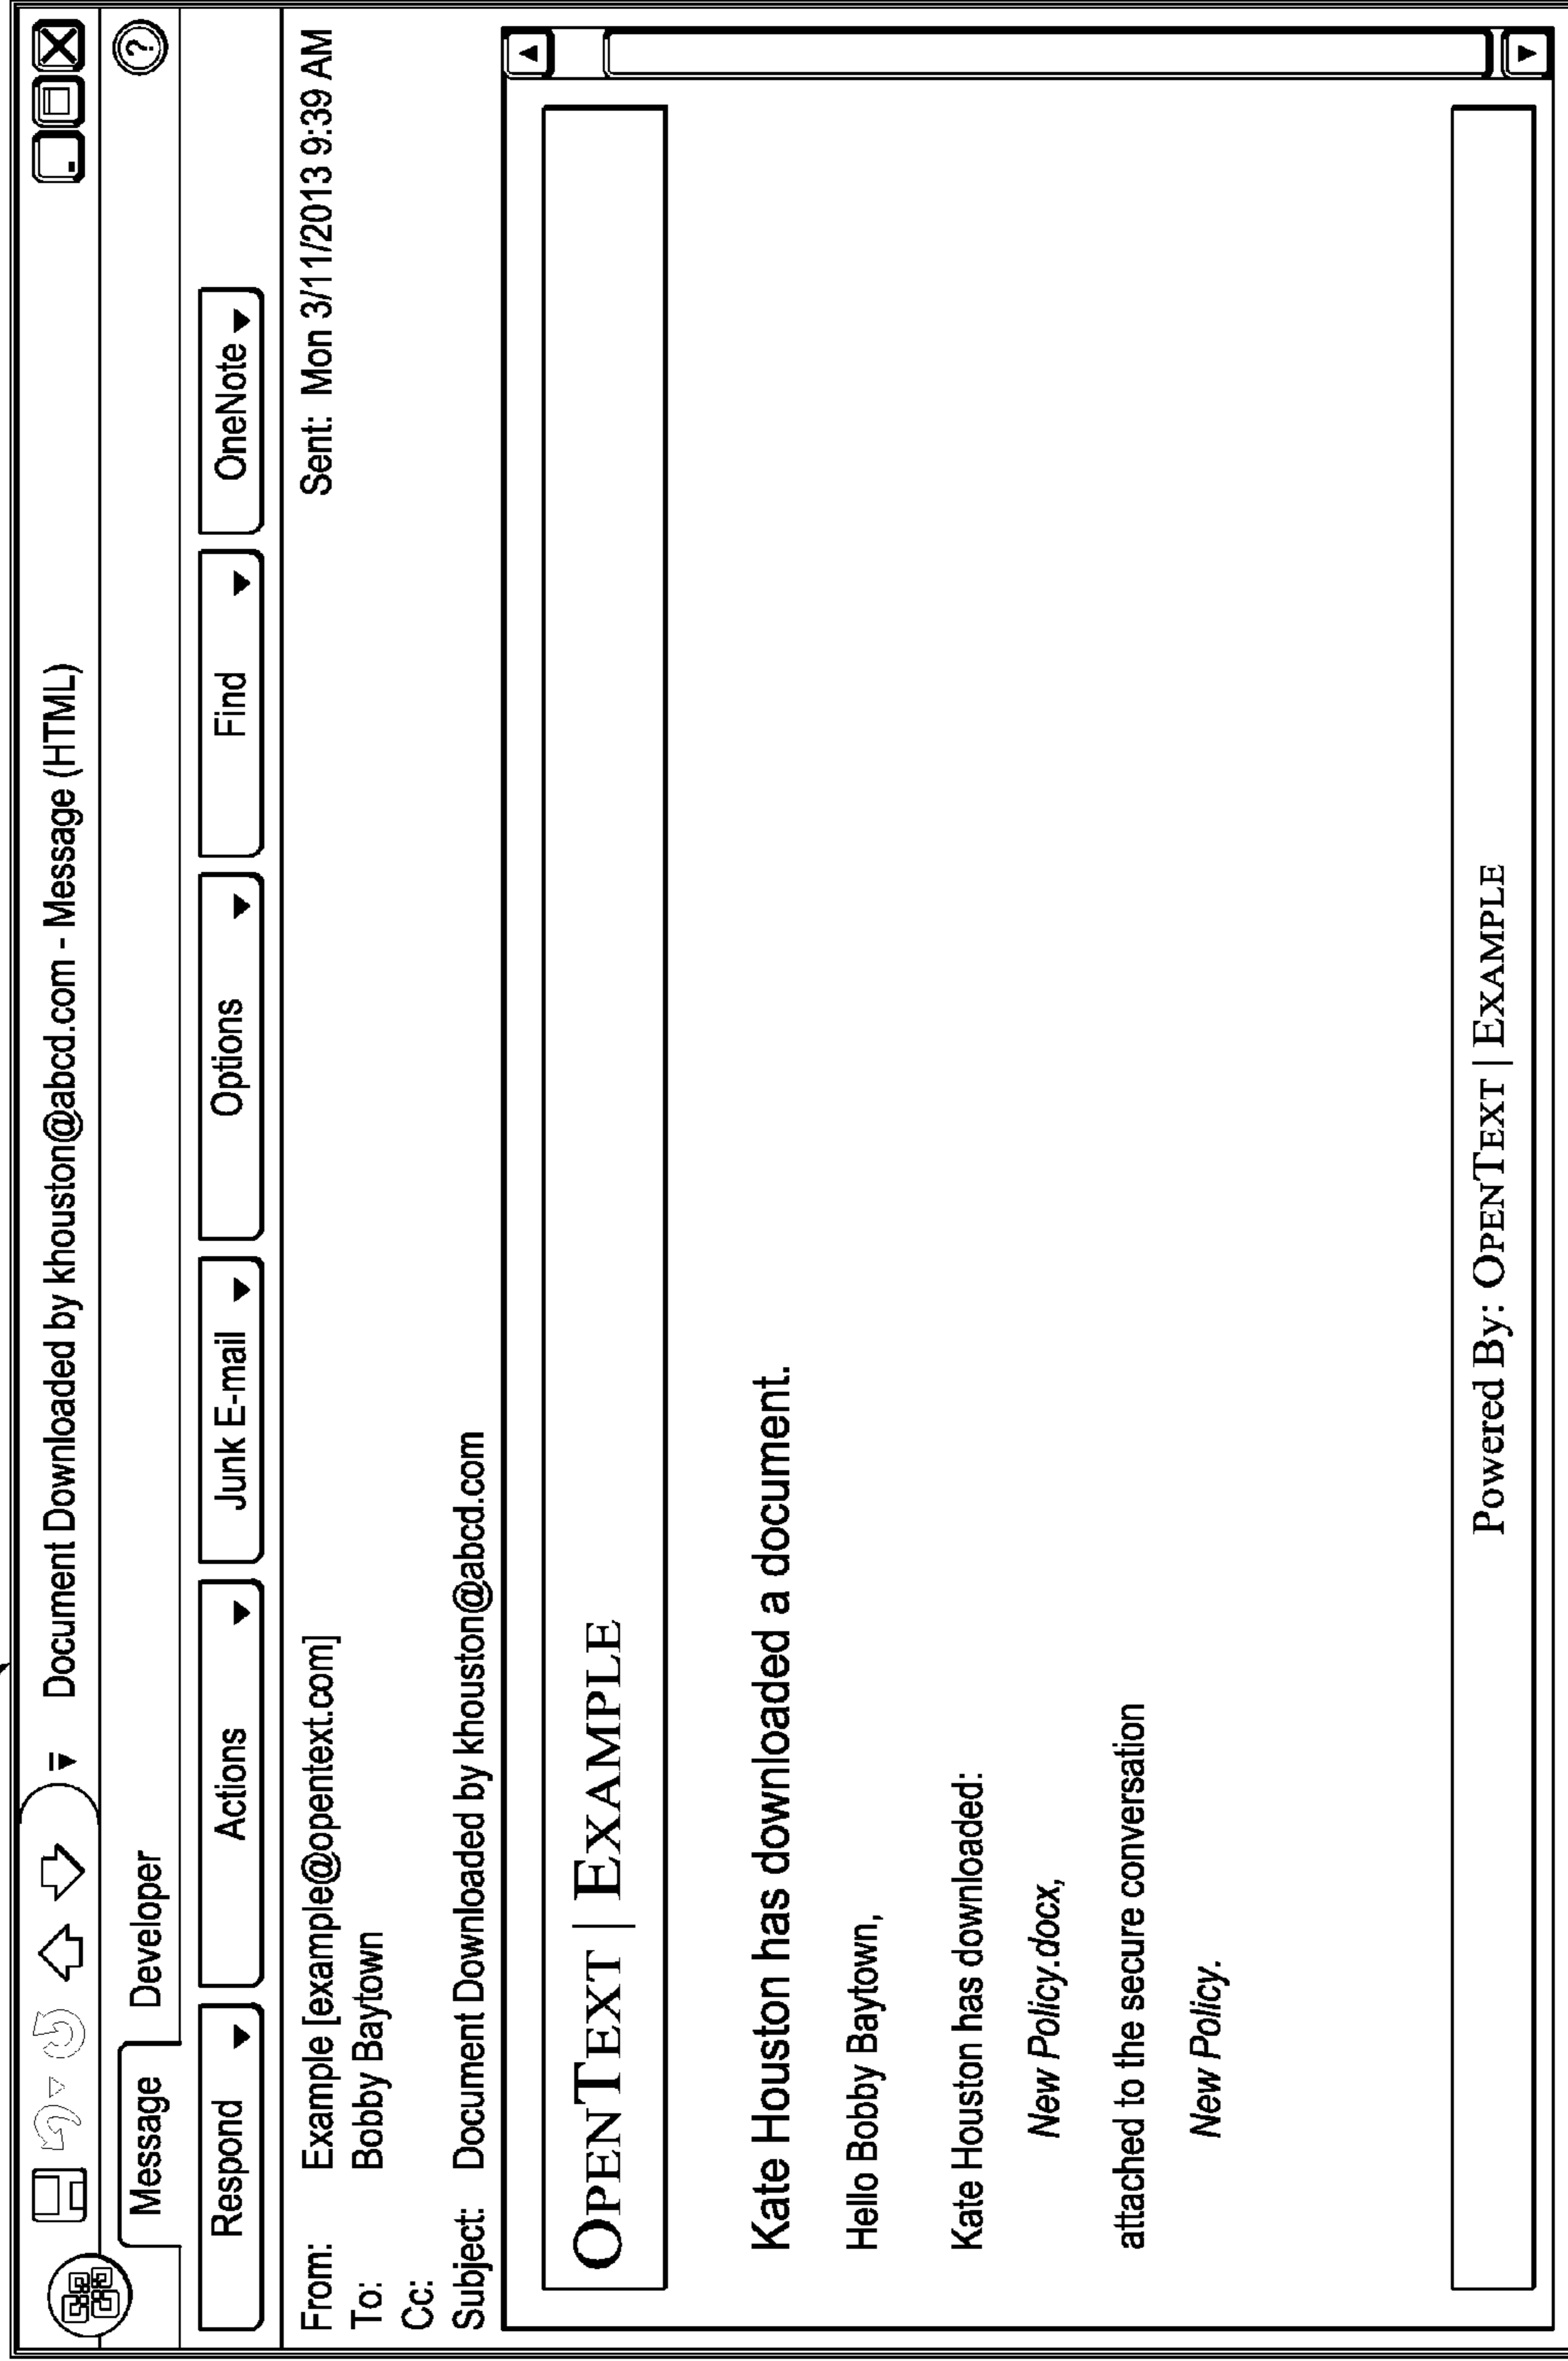 Document Downloaded by khouston@abcd.com - Message (HTML)
Message Developer
Respond Actions Junk E-mail Options Find OneNote
From: Example [example@opentext.com] Sent: Mon 3/11/2013 9:39 AM
To: Bobby Baytown
Cc:
Subject: Document Downloaded by khouston@abcd.com
OPENTEXT | EXAMPLE
Kate Houston has downloaded a document.
Hello Bobby Baytown,
Kate Houston has downloaded:
New Policy.docx,
attached to the secure conversation
New Policy.
Powered By: OPENTEXT | EXAMPLE